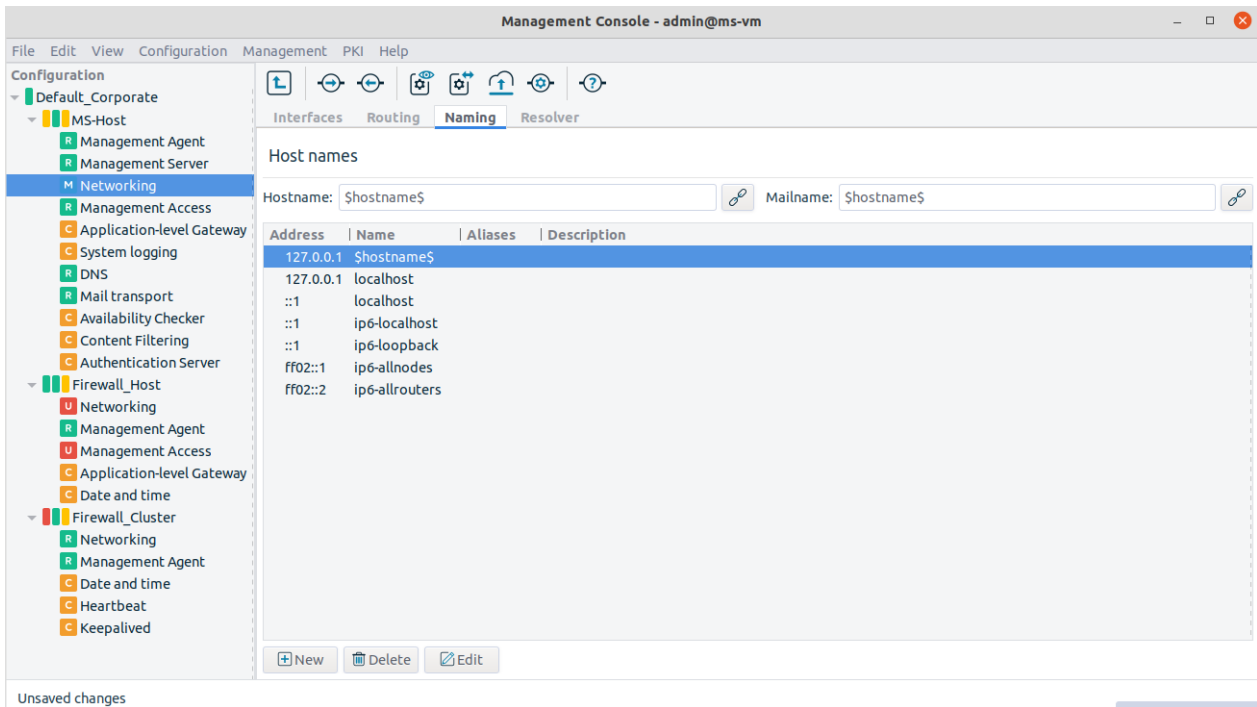 Management Console - admin@ms-vm
File Edit View Configuration Management PKI Help
Configuration
Default_Corporate
MS-Host
R Management Agent
R Management Server
M Networking
R Management Access
C Application-level Gateway
C System logging
R DNS
R Mail transport
C Availability Checker
C Content Filtering
C Authentication Server
Firewall_Host
U Networking
R Management Agent
U Management Access
C Application-level Gateway
C Date and time
Firewall_Cluster
R Networking
R Management Agent
C Date and time
C Heartbeat
C Keepalived
Interfaces Routing Naming Resolver
Host names
Hostname: $hostname$ Mailname: $hostname$
Address Name Aliases Description
127.0.0.1 $hostname$
127.0.0.1 localhost
::1 localhost
::1 ip6-localhost
::1 ip6-loopback
ff02::1 ip6-allnodes
ff02::2 ip6-allrouters
New Delete Edit
Unsaved changes